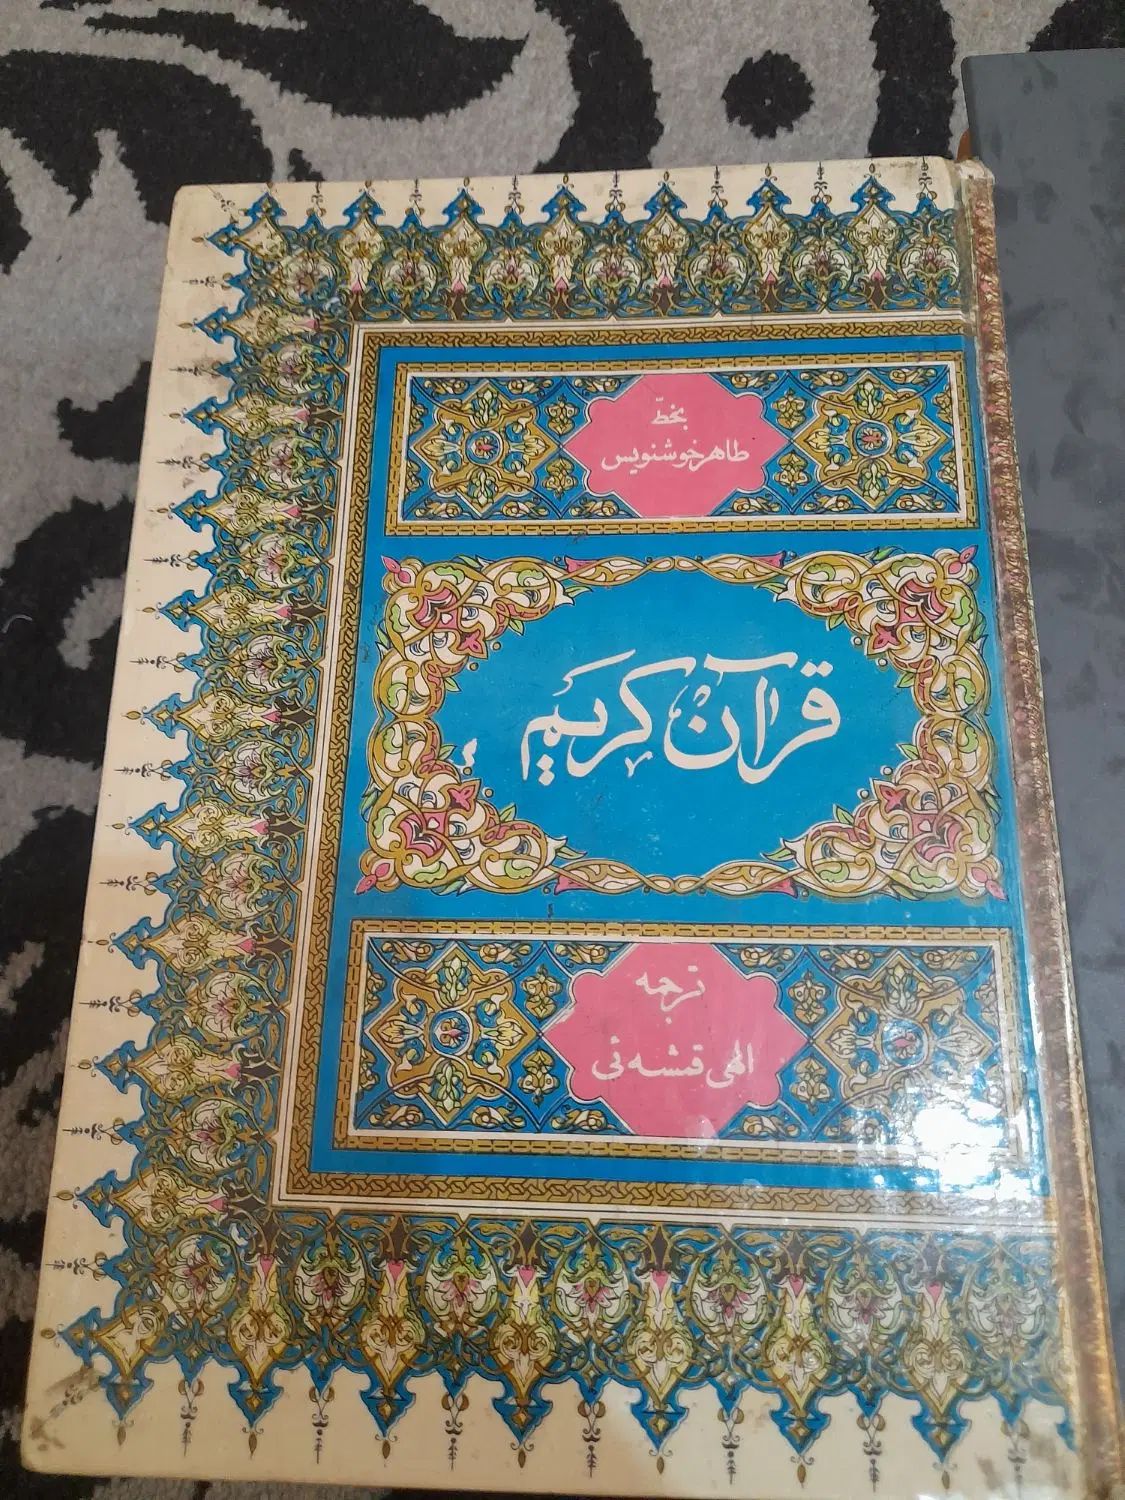 بخطّ
طاهر خوشنویس
قرآن کریم
ترجمه
الهی قمشه ئی